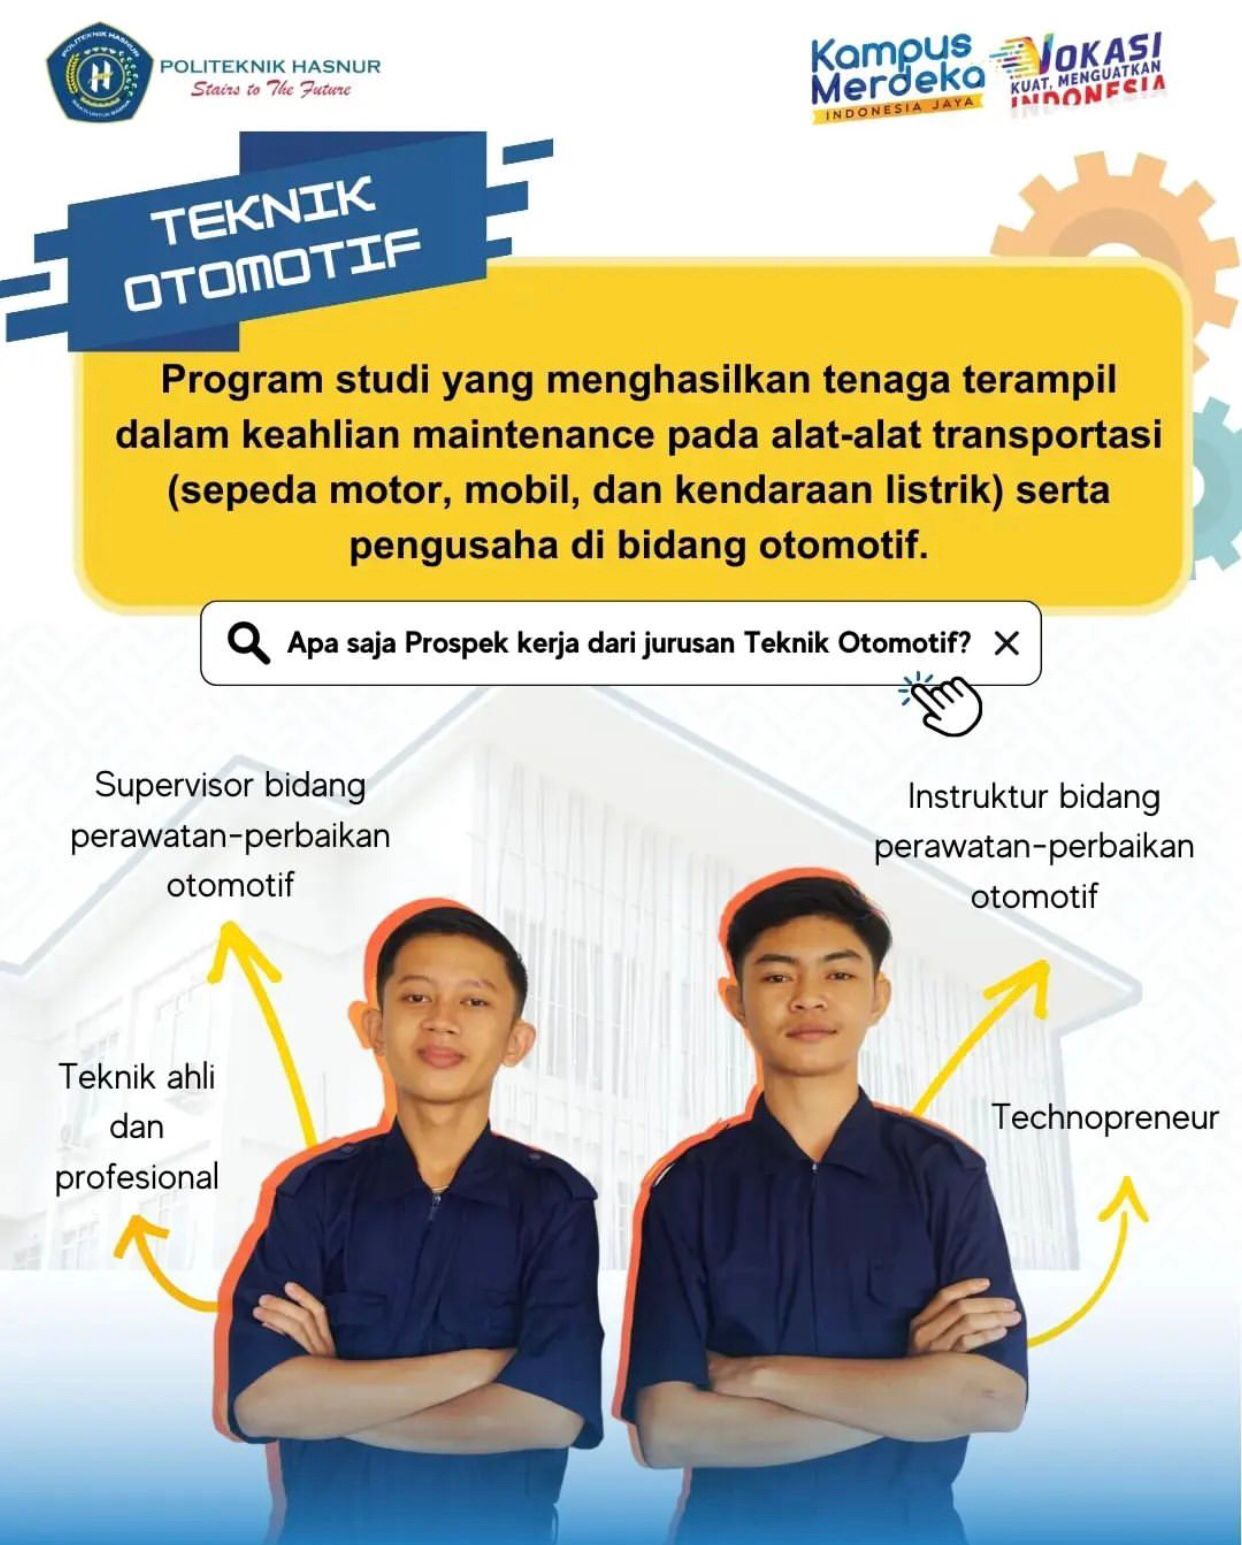 POLITEKNIK HASNUR
POLITEKNIK HASNUR
Stairs to The Future
Kampus
Merdeka
INDONESIA JAYA
VOKASI
KUAT, MENGUATKAN
INDONESIA
TEKNIK
OTOMOTIF
Program studi yang menghasilkan tenaga terampil
dalam keahlian maintenance pada alat-alat transportasi
(sepeda motor, mobil, dan kendaraan listrik) serta
pengusaha di bidang otomotif.
Apa saja Prospek kerja dari jurusan Teknik Otomotif?
Supervisor bidang
perawatan-perbaikan
otomotif
Instruktur bidang
perawatan-perbaikan
otomotif
Teknik ahli
dan
profesional
Technopreneur